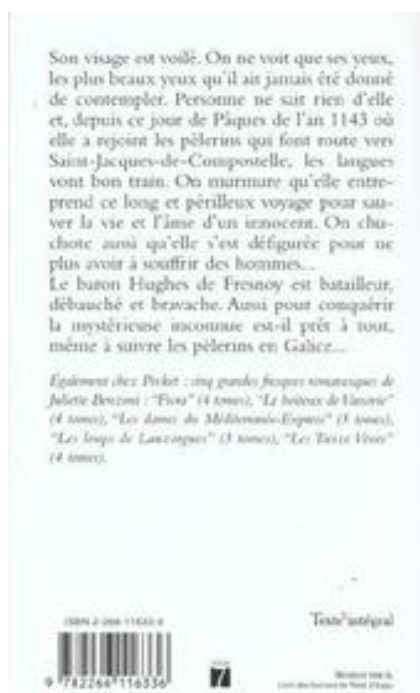 Son visage est voilé. On ne voit que ses yeux,
les plus beaux yeux qu'il ait jamais été donné
de contempler. Personne ne sait rien d'elle
et, depuis ce jour de Pâques de l'an 1143 où
elle a rejoint les pèlerins qui font route vers
Saint-Jacques-de-Compostelle, les langues
vont bon train. On murmure qu'elle entre-
prend ce long et périlleux voyage pour sau-
ver la vie et l'âme d'un innocent. On chu-
chote aussi qu'elle s'est défigurée pour ne
plus avoir à souffrir des hommes...
Le baron Hughes de Fresnoy est batailleur,
débauché et bravache. Aussi pour conquérir
la mystérieuse inconnue est-il prêt à tout,
même à suivre les pèlerins en Galice...
Également chez Pocket : cinq grandes fresques romanesques de
Juliette Benzoni : "Fiora" (4 tomes), "Le boiteux de Varsovie"
(4 tomes), "Les dames du Méditerranée-Express" (3 tomes),
"Les loups de Lauzargues" (3 tomes), "Les Treize Vents"
(4 tomes).
Texte intégral
ISBN 2-266-11633-
9 782266 116336